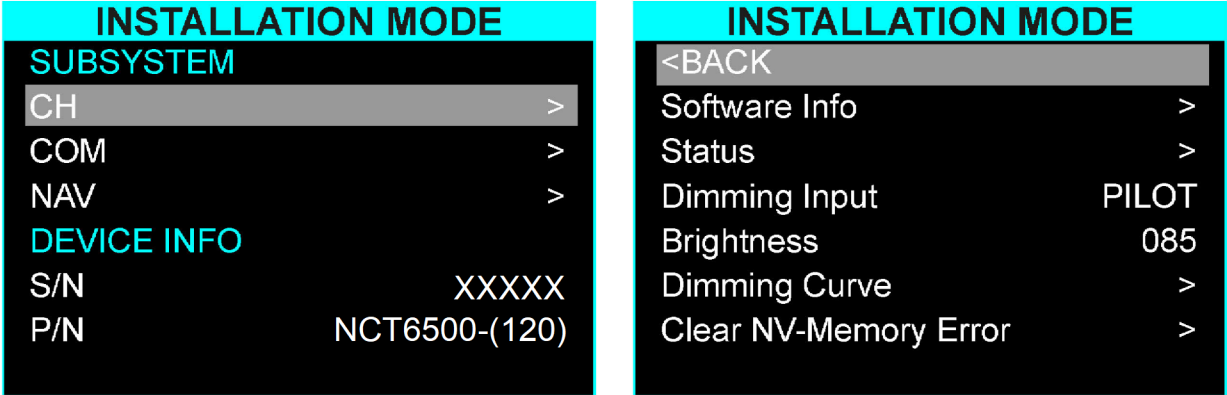 INSTALLATION MODE
SUBSYSTEM
CH >
COM >
NAV >
DEVICE INFO
S/N XXXXX
P/N NCT6500-(120)
INSTALLATION MODE
<BACK
Software Info >
Status >
Dimming Input PILOT
Brightness 085
Dimming Curve >
Clear NV-Memory Error >